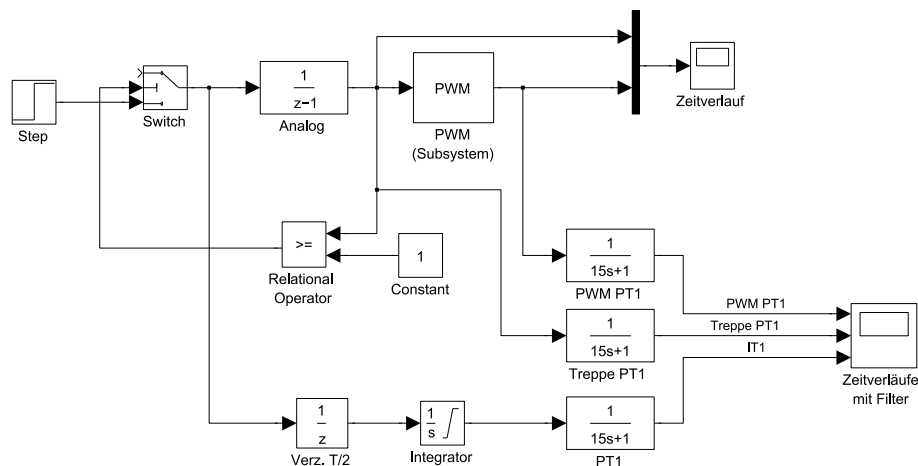 Step
Switch
1
z−1
Analog
PWM
PWM
(Subsystem)
Zeitverlauf
>=
Relational
Operator
1
Constant
1
15s+1
PWM PT1
PWM PT1
1
15s+1
Treppe PT1
Treppe PT1
IT1
Zeitverläufe
mit Filter
1
z
Verz. T/2
1
s
Integrator
1
15s+1
PT1